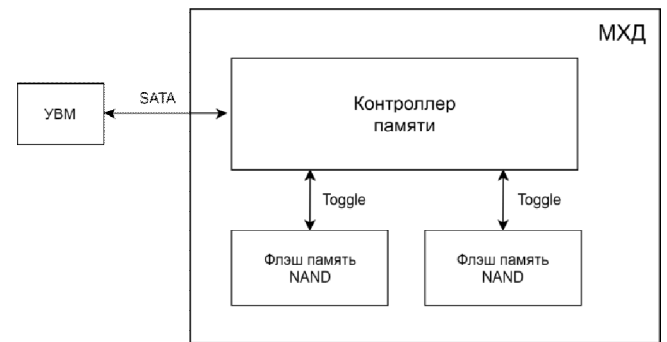 МХД
Контроллер
памяти
SATA
УВМ
Toggle
Toggle
Флэш память
NAND
Флэш память
NAND